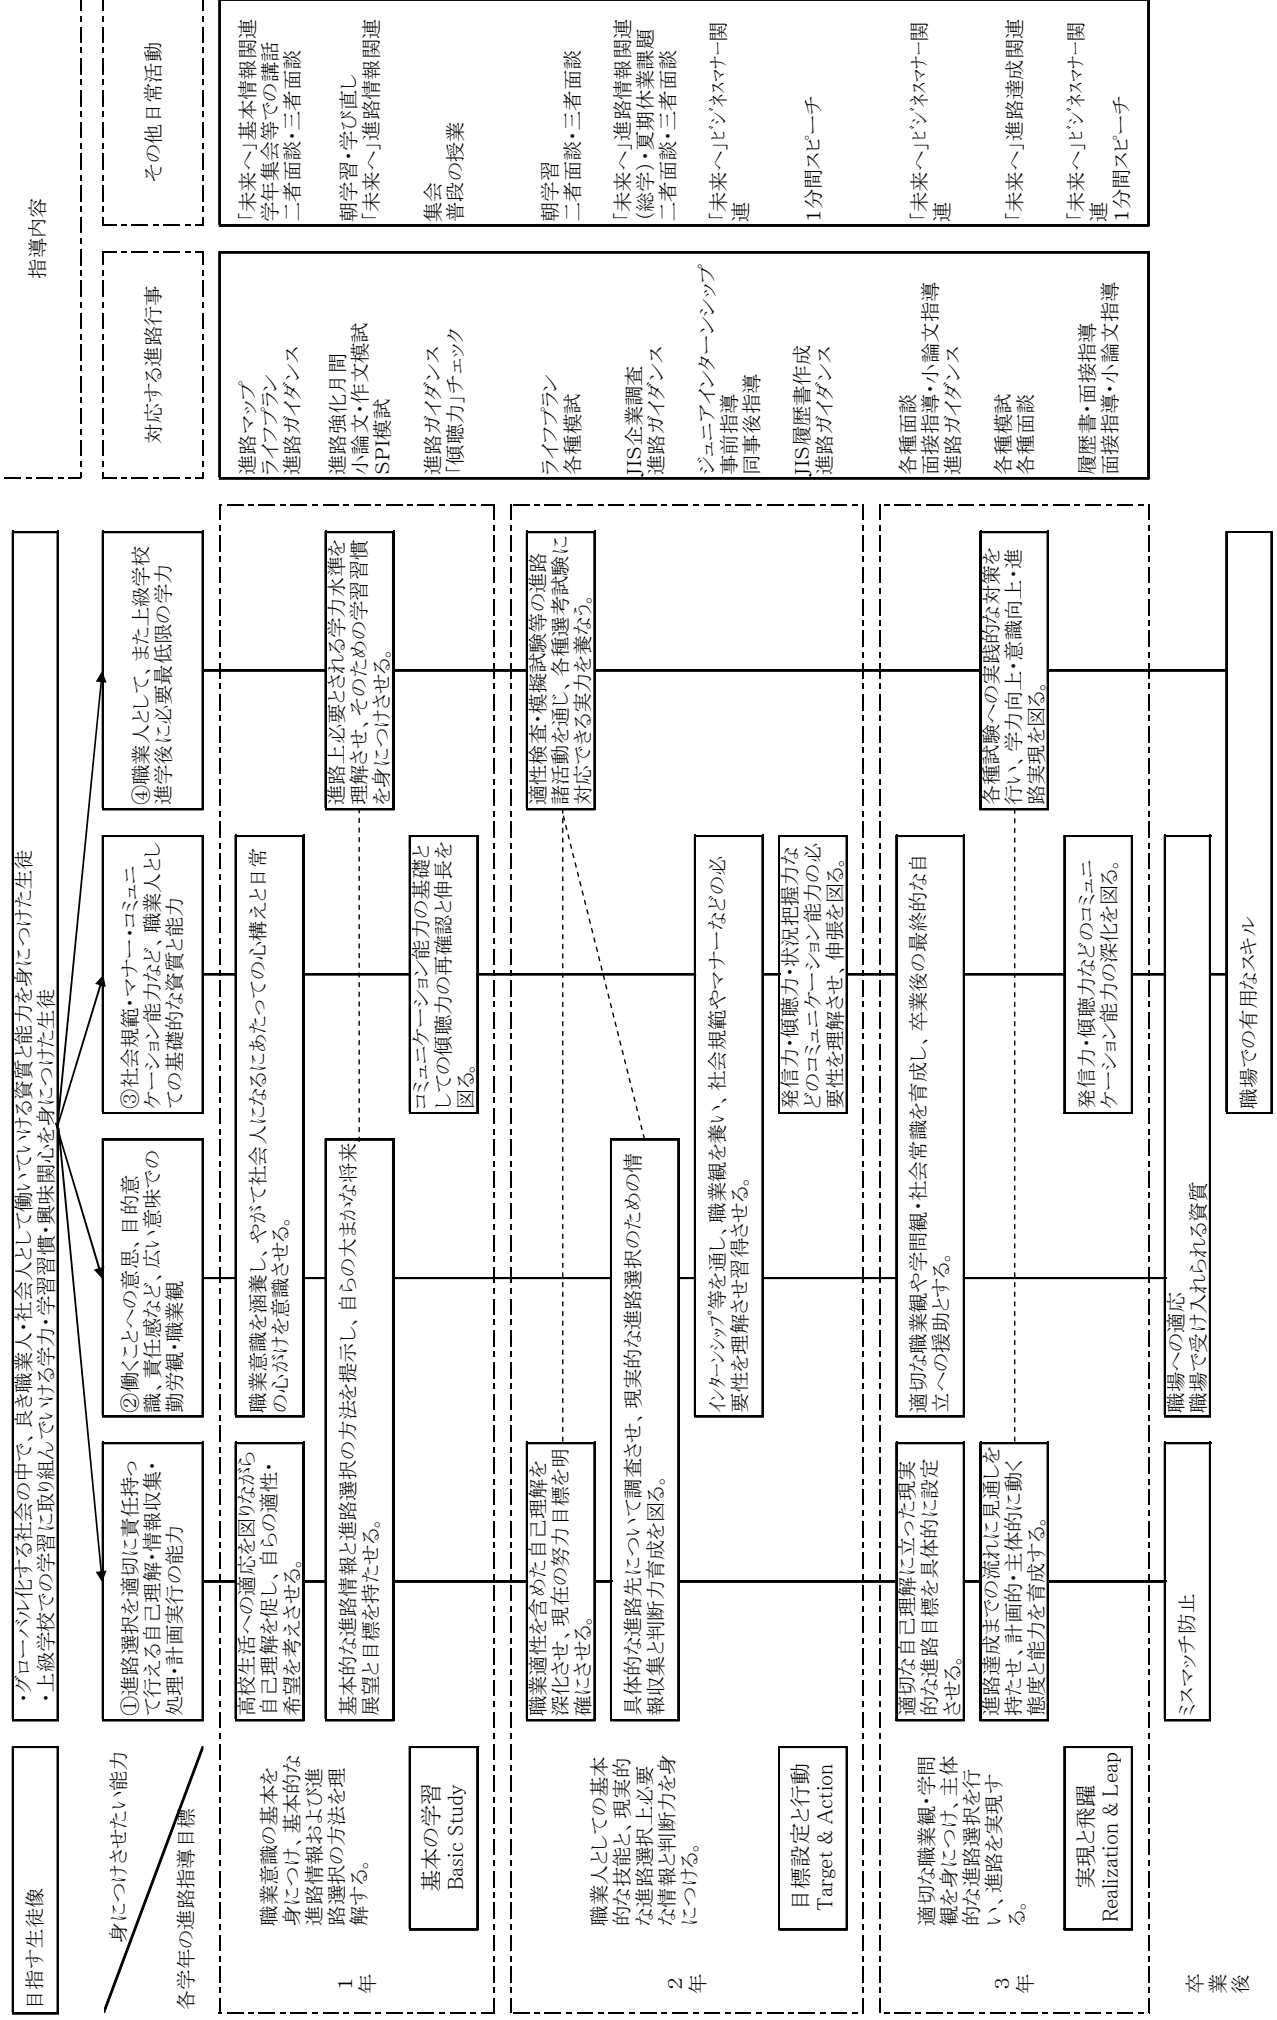 目指す生徒像
・グローバル化する社会の中で、良き職業人・社会人として働いていける資質と能力を身につけた生徒
・上級学校での学習に取り組んでいける学力・学習習慣・興味関心を身につけた生徒
指導内容
身につけさせたい能力
各学年の進路指導目標
①進路選択を適切に責任持っ
て行える自己理解・情報収集・
処理・計画実行の能力
②働くことへの意思、目的意
識、責任感など、広い意味での
勤労観・職業観
③社会規範・マナー・コミュニ
ケーション能力など、職業人とし
ての基礎的な資質と能力
④職業人として、また上級学校
進学後に必要最低限の学力
対応する進路行事
その他日常活動
1
年
職業意識の基本を
身につけ、基本的な
進路情報および進
路選択の方法を理
解する。
基本の学習
Basic Study
高校生活への適応を図りながら
自己理解を促し、自らの適性・
希望を考えさせる。
職業意識を涵養し、やがて社会人になるにあたっての心構えと日常
の心がけを意識させる。
基本的な進路情報と進路選択の方法を提示し、自らの大まかな将来
展望と目標を持たせる。
進路上必要とされる学力水準を
理解させ、そのための学習習慣
を身につけさせる。
コミュニケーション能力の基礎と
しての傾聴力の再確認と伸長を
図る。
進路マップ
ライフプラン
進路ガイダンス
進路強化月間
小論文・作文模試
SPI模試
進路ガイダンス
「傾聴力」チェック
「未来へ」基本情報関連
学年集会等での講話
二者面談・三者面談
朝学習・学び直し
「未来へ」進路情報関連
集会
普段の授業
2
年
職業人としての基本
的な技能と、現実的
な進路選択上必要
な情報と判断力を身
につける。
目標設定と行動
Target & Action
職業適性を含めた自己理解を
深化させ、現在の努力目標を明
確にさせる。
適性検査・模擬試験等の進路
諸活動を通じ、各種選考試験に
対応できる実力を養なう。
具体的な進路先について調査させ、現実的な進路選択のための情
報収集と判断力育成を図る。
インターンシップ等を通し、職業観を養い、社会規範やマナーなどの必
要性を理解させ習得させる。
発信力・傾聴力・状況把握力な
どのコミュニケーション能力の必
要性を理解させ、伸張を図る。
ライフプラン
各種模試
JIS企業調査
進路ガイダンス
ジュニアインターンシップ
事前指導
同事後指導
JIS履歴書作成
進路ガイダンス
朝学習
二者面談・三者面談
「未来へ」進路情報関連
(総学)・夏期休業課題
二者面談・三者面談
「未来へ」ビジネスマナー関
連
1分間スピーチ
3
年
適切な職業観・学問
観を身につけ、主体
的な進路選択を行
い、進路を実現す
る。
実現と飛躍
Realization & Leap
適切な自己理解に立った現実
的な進路目標を具体的に設定
させる。
適切な職業観や学問観・社会常識を育成し、卒業後の最終的な自
立への援助とする。
進路達成までの流れに見通しを
持たせ、計画的・主体的に動く
態度と能力を育成する。
各種試験への実践的な対策を
行い、学力向上・意識向上・進
路実現を図る。
発信力・傾聴力などのコミュニ
ケーション能力の深化を図る。
各種面談
面接指導・小論文指導
進路ガイダンス
各種模試
各種面談
履歴書・面接指導
面接指導・小論文指導
「未来へ」ビジネスマナー関
連
「未来へ」進路達成関連
「未来へ」ビジネスマナー関
連
1分間スピーチ
卒
業
後
ミスマッチ防止
職場への適応
職場で受け入れられる資質
職場での有用なスキル